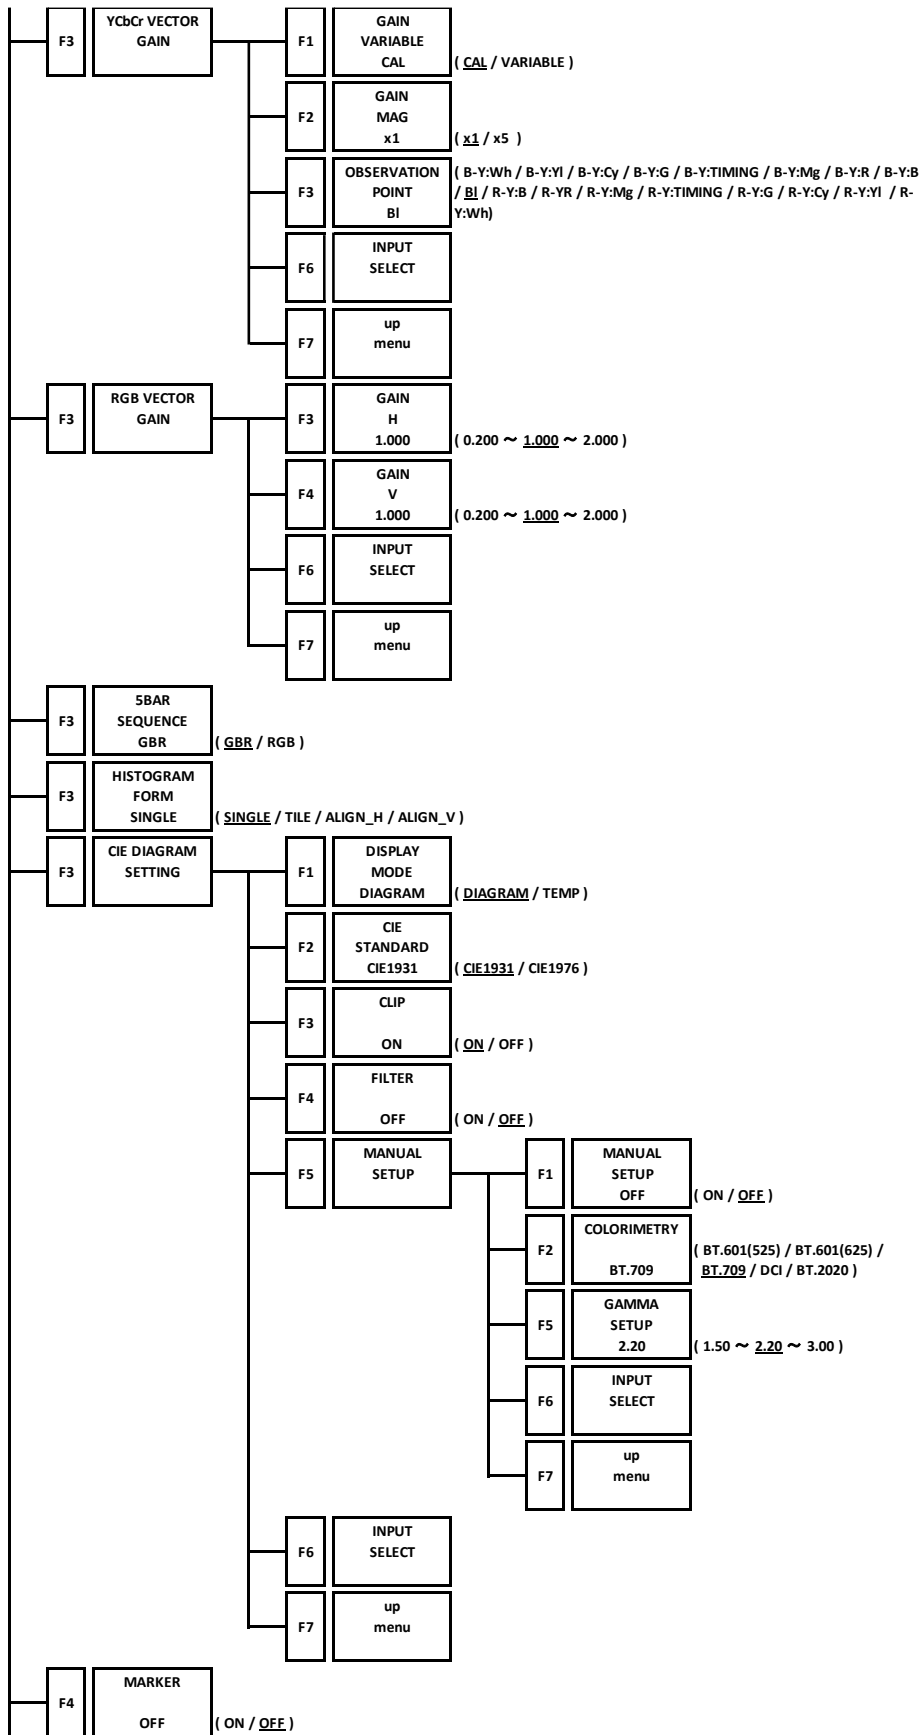 F3
YCbCr VECTOR
GAIN
F1
GAIN
VARIABLE
CAL
( CAL / VARIABLE )
F2
GAIN
MAG
x1
( x1 / x5 )
F3
OBSERVATION
POINT
Bl
( B-Y:Wh / B-Y:Yl / B-Y:Cy / B-Y:G / B-Y:TIMING / B-Y:Mg / B-Y:R / B-Y:B
/ Bl / R-Y:B / R-YR / R-Y:Mg / R-Y:TIMING / R-Y:G / R-Y:Cy / R-Y:Yl / R-
Y:Wh)
F6
INPUT
SELECT
F7
up
menu
F3
RGB VECTOR
GAIN
F3
GAIN
H
1.000
( 0.200 ~ 1.000 ~ 2.000 )
F4
GAIN
V
1.000
( 0.200 ~ 1.000 ~ 2.000 )
F6
INPUT
SELECT
F7
up
menu
F3
5BAR
SEQUENCE
GBR
( GBR / RGB )
F3
HISTOGRAM
FORM
SINGLE
( SINGLE / TILE / ALIGN_H / ALIGN_V )
F3
CIE DIAGRAM
SETTING
F1
DISPLAY
MODE
DIAGRAM
( DIAGRAM / TEMP )
F2
CIE
STANDARD
CIE1931
( CIE1931 / CIE1976 )
F3
CLIP
ON
( ON / OFF )
F4
FILTER
OFF
( ON / OFF )
F5
MANUAL
SETUP
F1
MANUAL
SETUP
OFF
( ON / OFF )
F2
COLORIMETRY
BT.709
( BT.601(525) / BT.601(625) /
BT.709 / DCI / BT.2020 )
F5
GAMMA
SETUP
2.20
( 1.50 ~ 2.20 ~ 3.00 )
F6
INPUT
SELECT
F7
up
menu
F6
INPUT
SELECT
F7
up
menu
F4
MARKER
OFF
( ON / OFF )